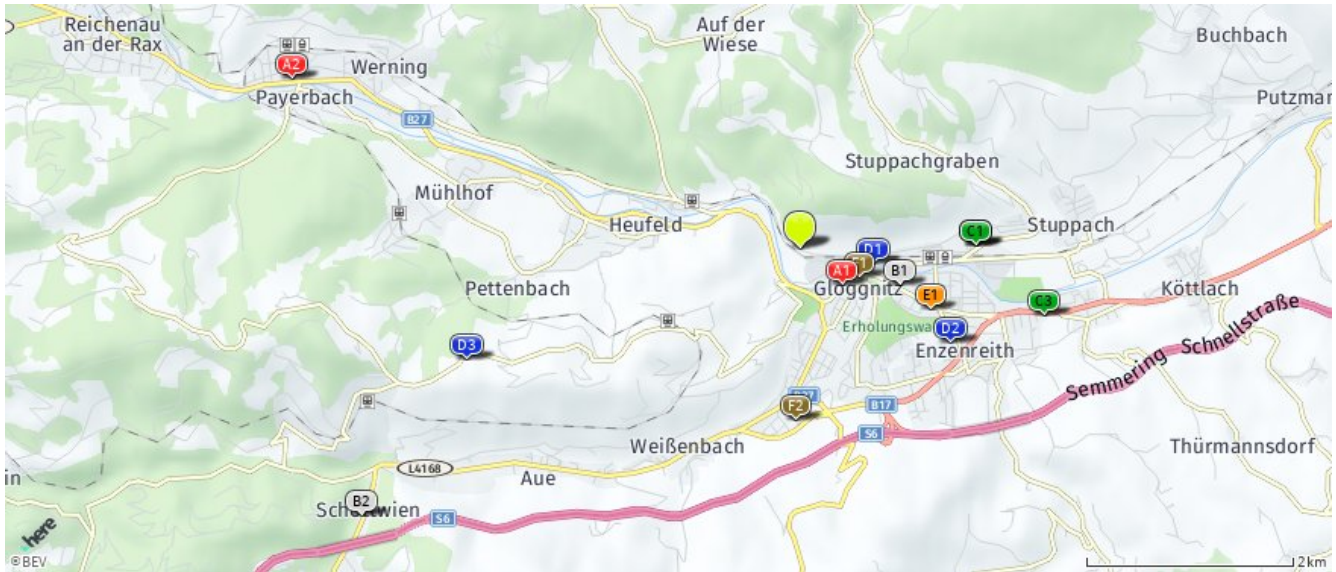 Reichenau
an der Rax
Auf der
Wiese
Buchbach
A2
Werning
Payerbach
Putzmar
B27
Stuppachgraben
Mühlhof
Heufeld
Stuppach
C1
D1
A1
B1
Gloggnitz
Pettenbach
E1
C3
Köttlach
D2
Erholungswa
Enzenreith
D3
Semmering Schnellstraße
F2
B17
S6
Weißenbach
Thürmannsdorf
L4168
Aue
in
B2
S6
here
© BEV
2km